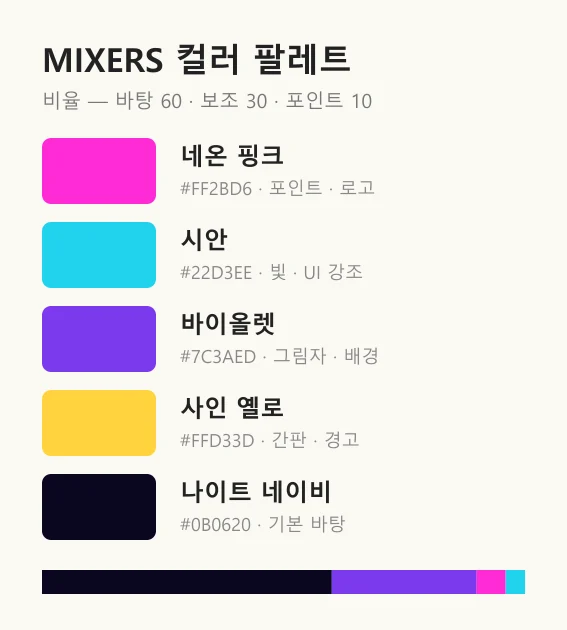 MIXERS 컬러 팔레트
비율 — 바탕 60 · 보조 30 · 포인트 10
네온 핑크
#FF2BD6 · 포인트 · 로고
시안
#22D3EE · 빛 · UI 강조
바이올렛
#7C3AED · 그림자 · 배경
사인 옐로
#FFD33D · 간판 · 경고
나이트 네이비
#0B0620 · 기본 바탕